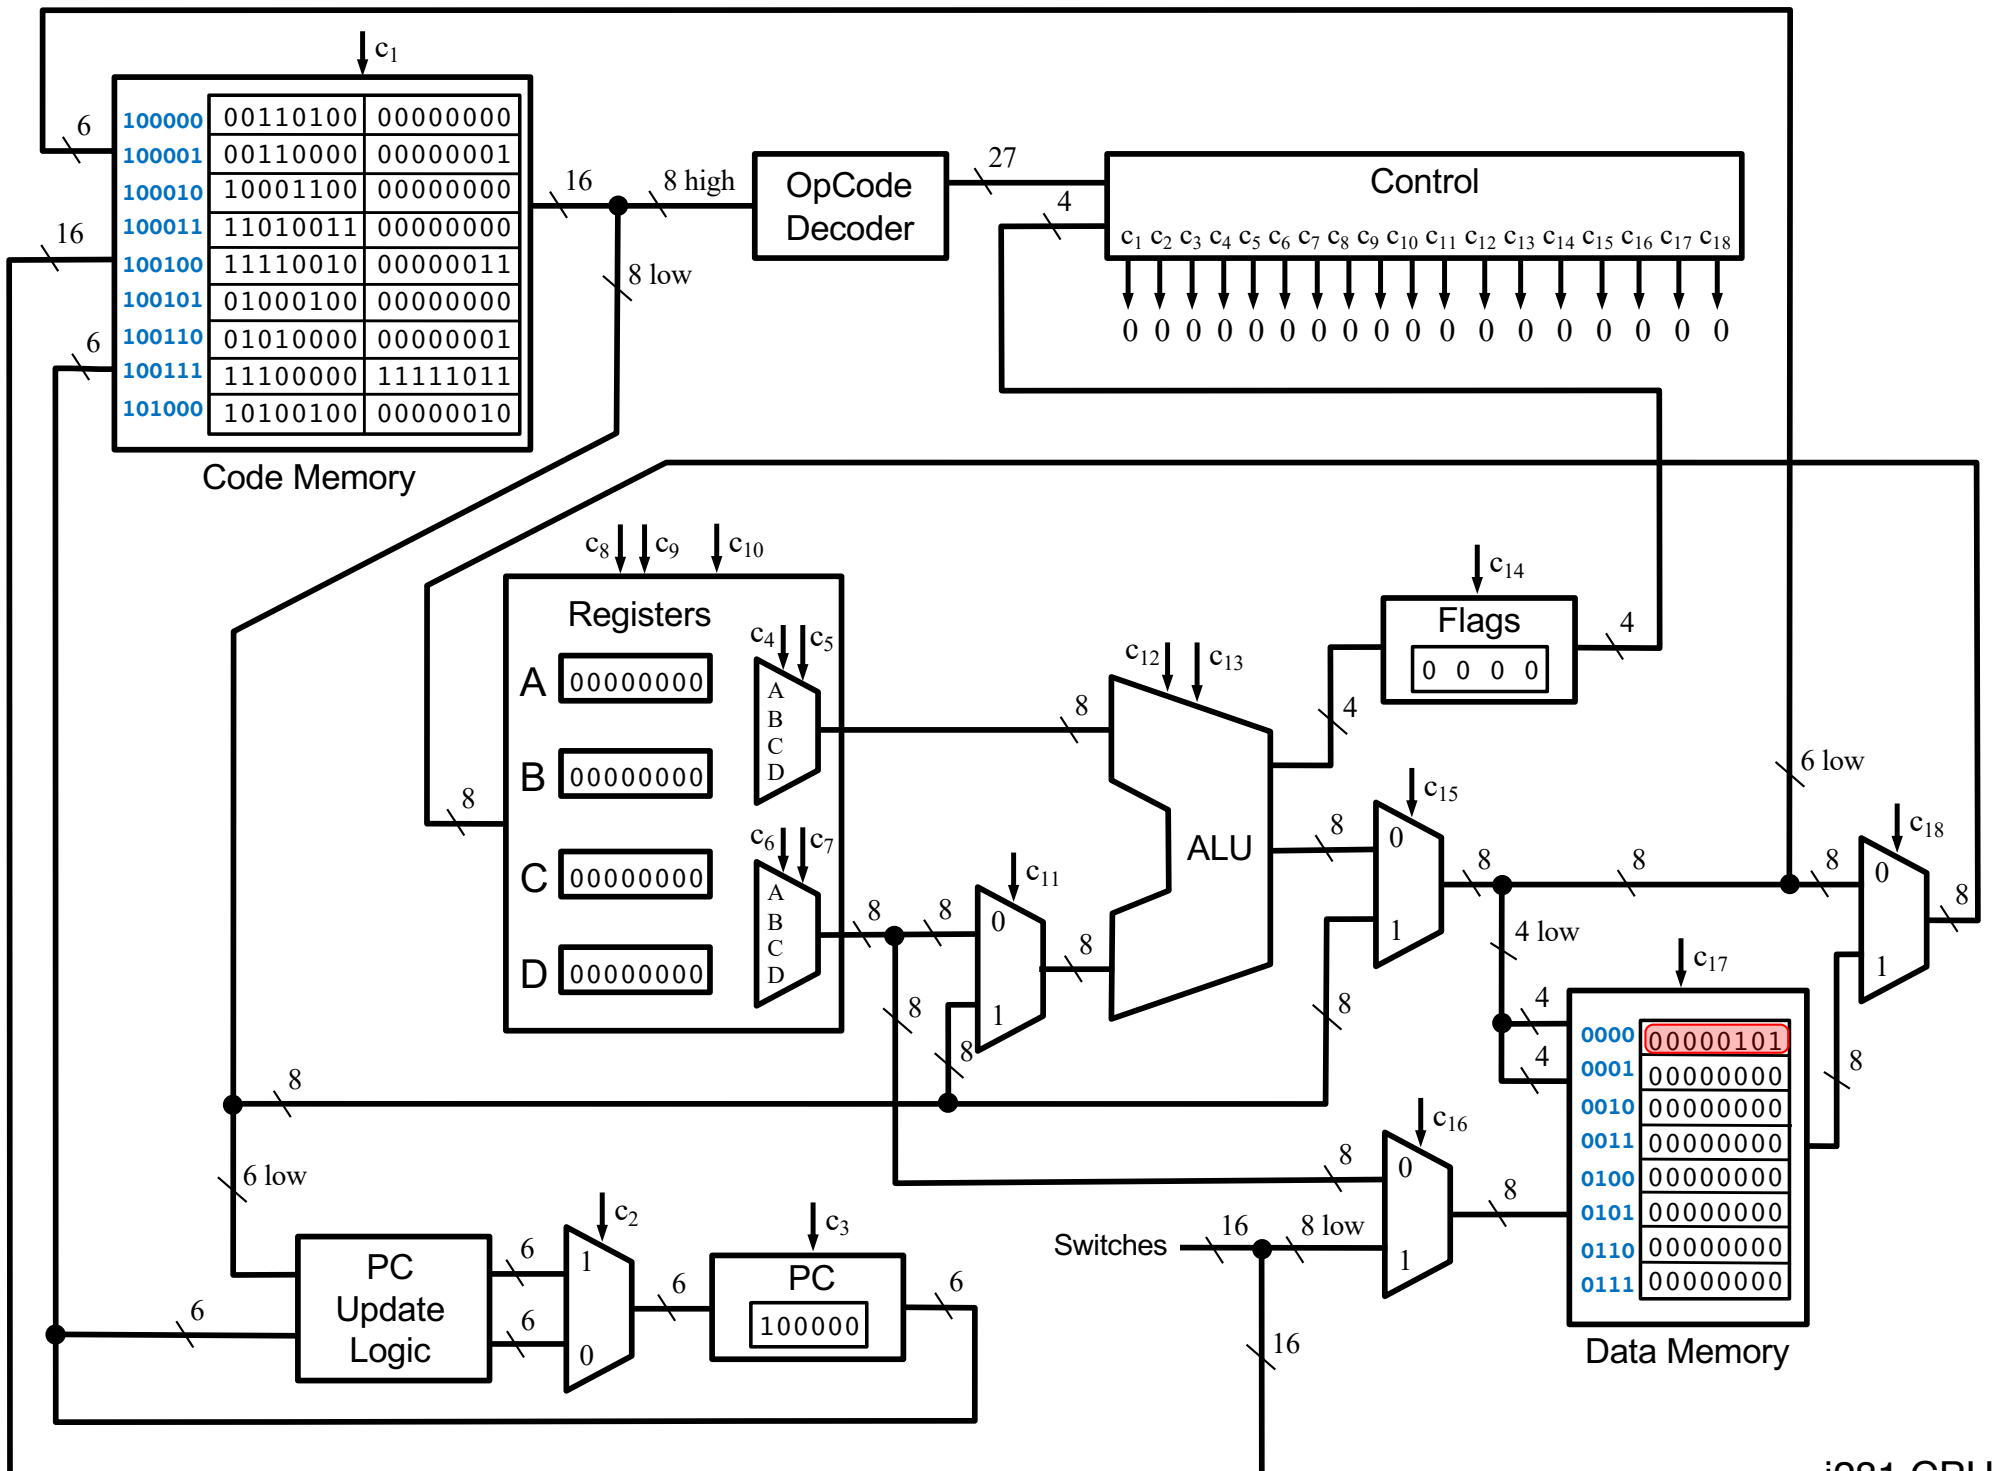 c1
6
16
6
100000 00110100 00000000
100001 00110000 00000001
100010 10001100 00000000
100011 11010011 00000000
100100 11110010 00000011
100101 01000100 00000000
100110 01010000 00000001
100111 11100000 11111011
101000 10100100 00000010
Code Memory
16
8 high
8 low
OpCode
Decoder
27
4
Control
c1 c2 c3 c4 c5 c6 c7 c8 c9 c10 c11 c12 c13 c14 c15 c16 c17 c18
0 0 0 0 0 0 0 0 0 0 0 0 0 0 0 0 0 0
c8 c9 c10
Registers
A 00000000
B 00000000
C 00000000
D 00000000
8
c4 c5
A
B
C
D
c6 c7
A
B
C
D
8
8
8
8
c11
0
1
8
8
c12 c13
ALU
c14
Flags
0 0 0 0
4
4
8
c15
0
1
8
8
8
8
6 low
c18
0
1
8
4 low
4
4
c17
0000 00000101
0001 00000000
0010 00000000
0011 00000000
0100 00000000
0101 00000000
0110 00000000
0111 00000000
Data Memory
8
8
6 low
6
PC
Update
Logic
6
6
c2
1
0
6
c3
PC
100000
6
Switches
16
8 low
16
8
c16
0
1
8